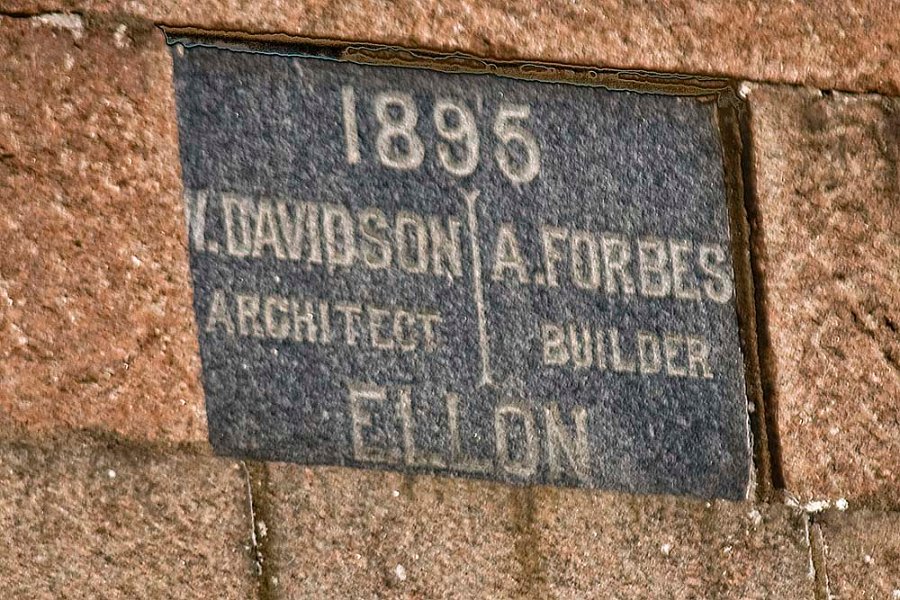 1895
W.DAVIDSON
ARCHITECT
A.FORBES
BUILDER
ELLON